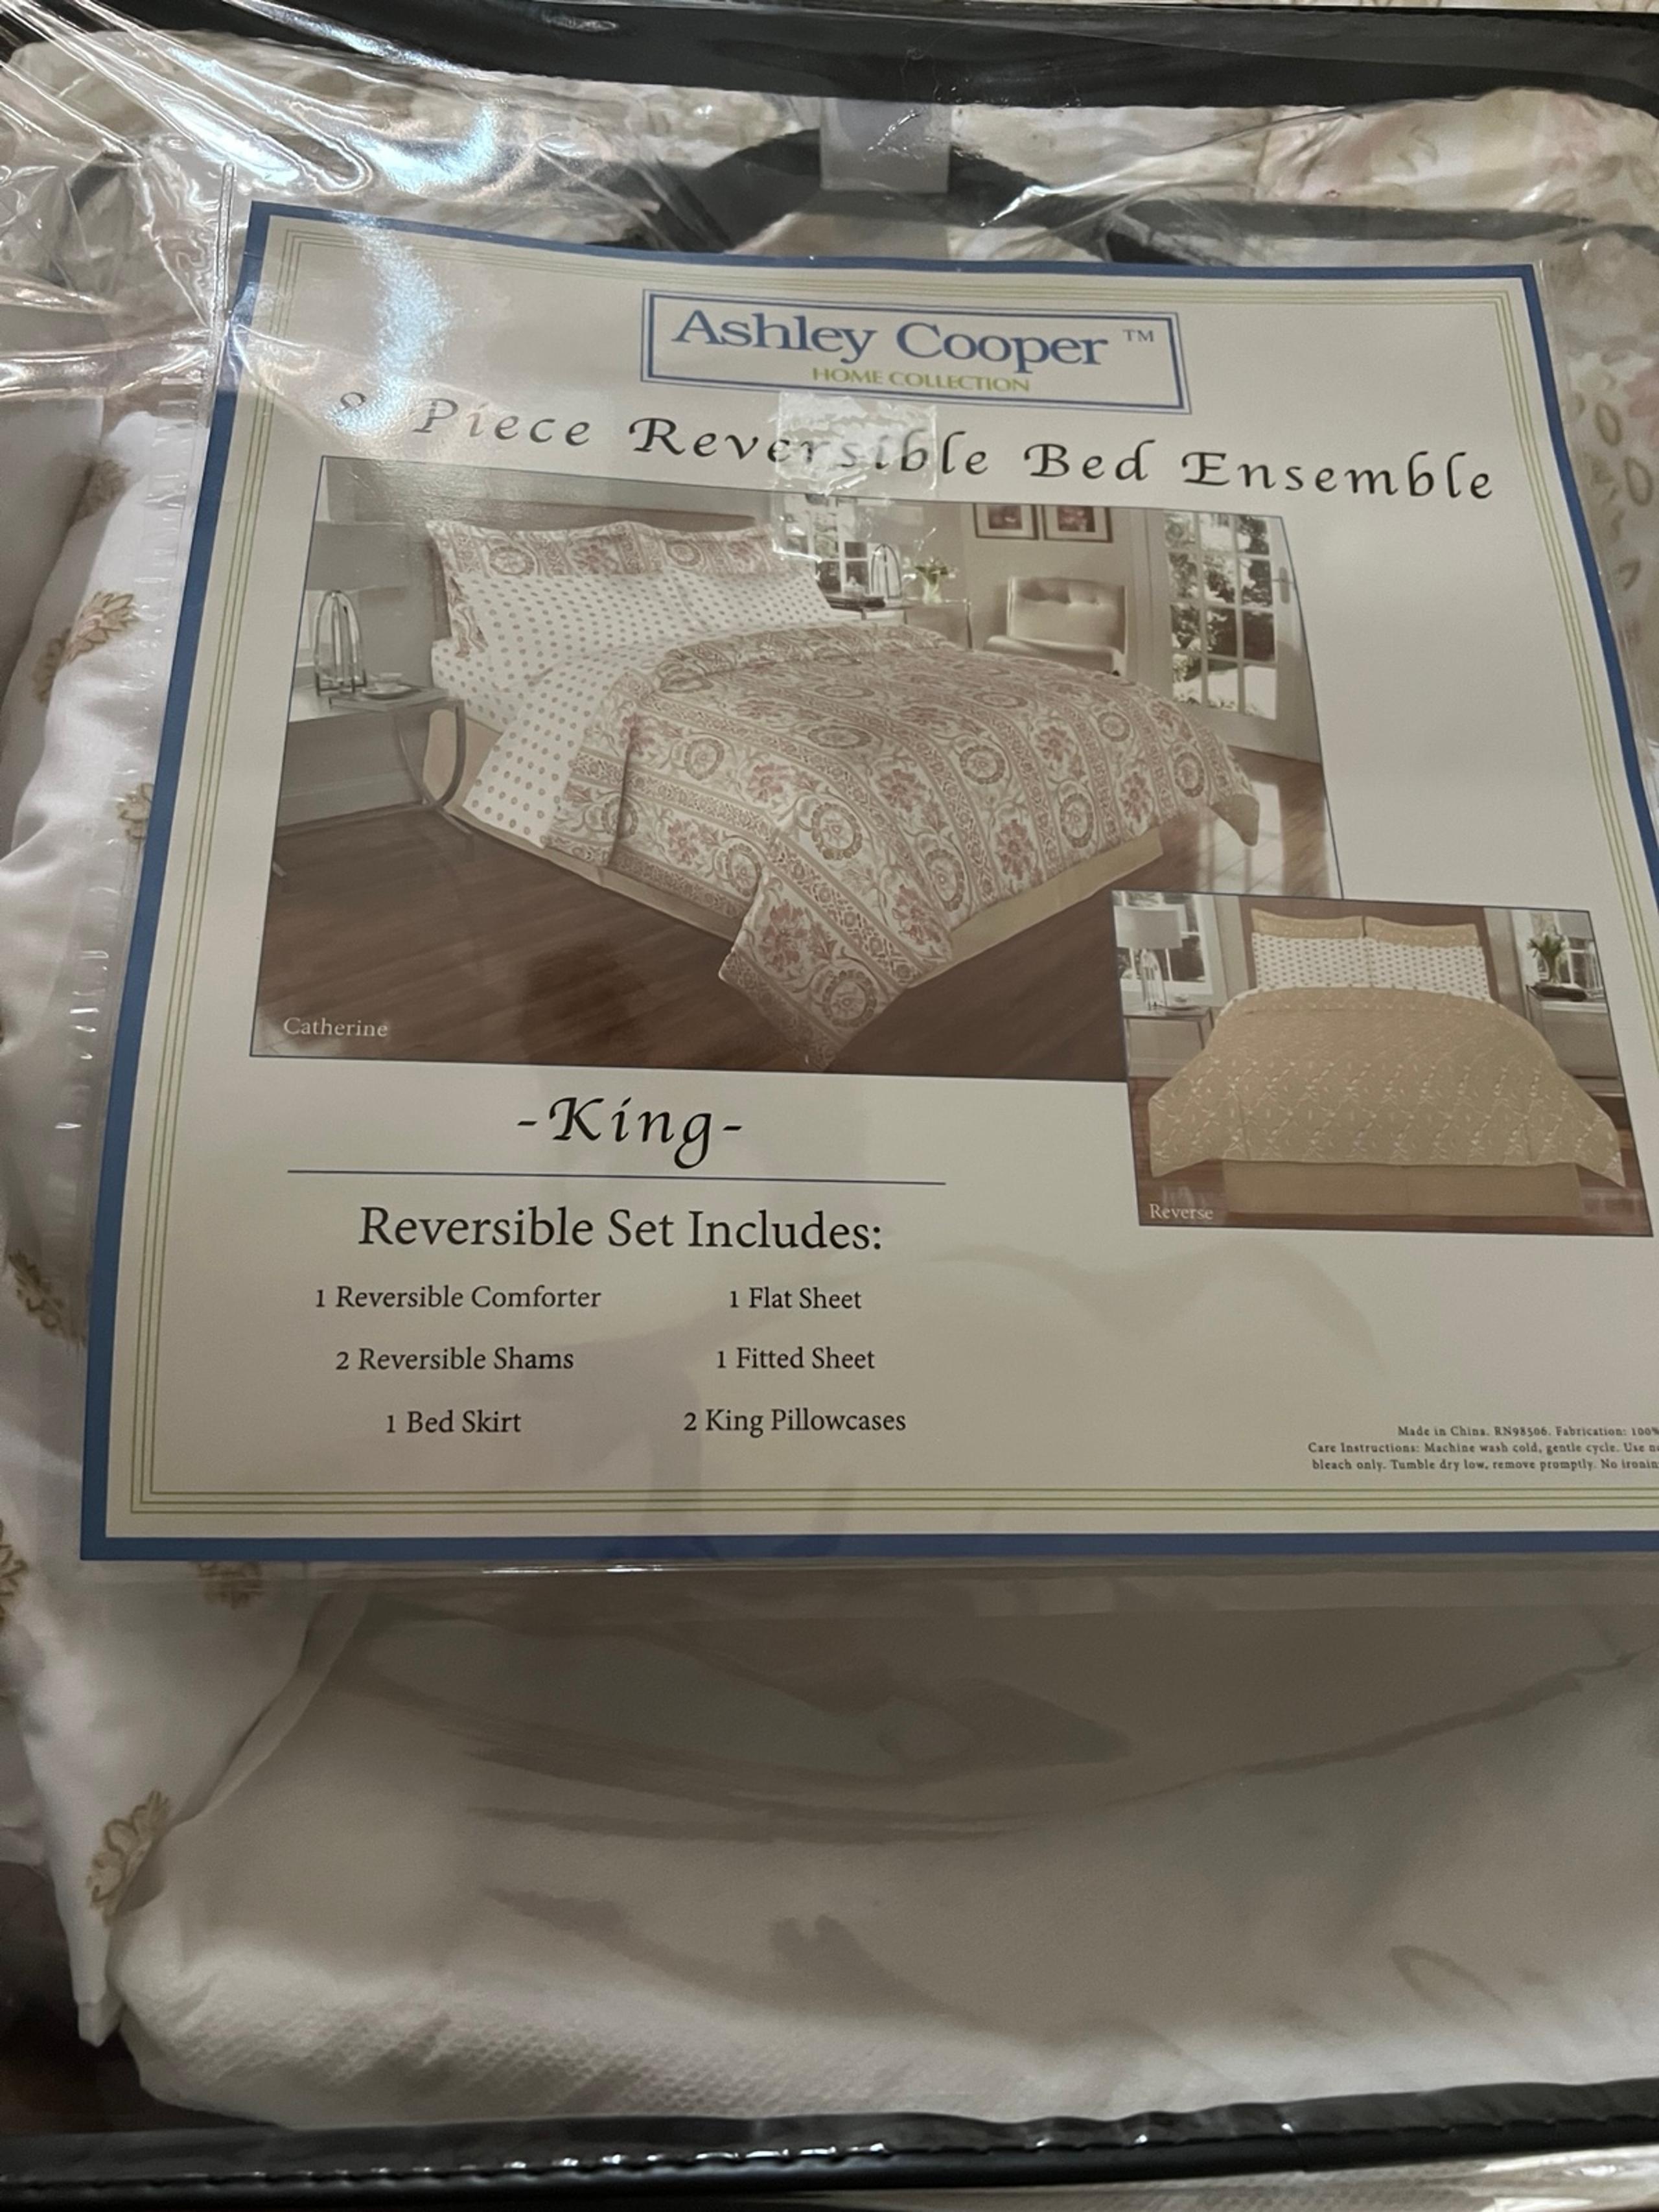 Ashley Cooper ™
HOME COLLECTION
8 Piece Reversible Bed Ensemble
Catherine
Reverse
-King-
Reversible Set Includes:
1 Reversible Comforter
2 Reversible Shams
1 Bed Skirt
1 Flat Sheet
1 Fitted Sheet
2 King Pillowcases
Made in China. RN98506. Fabrication: 100%
Care Instructions: Machine wash cold, gentle cycle. Use
bleach only. Tumble dry low, remove promptly. No